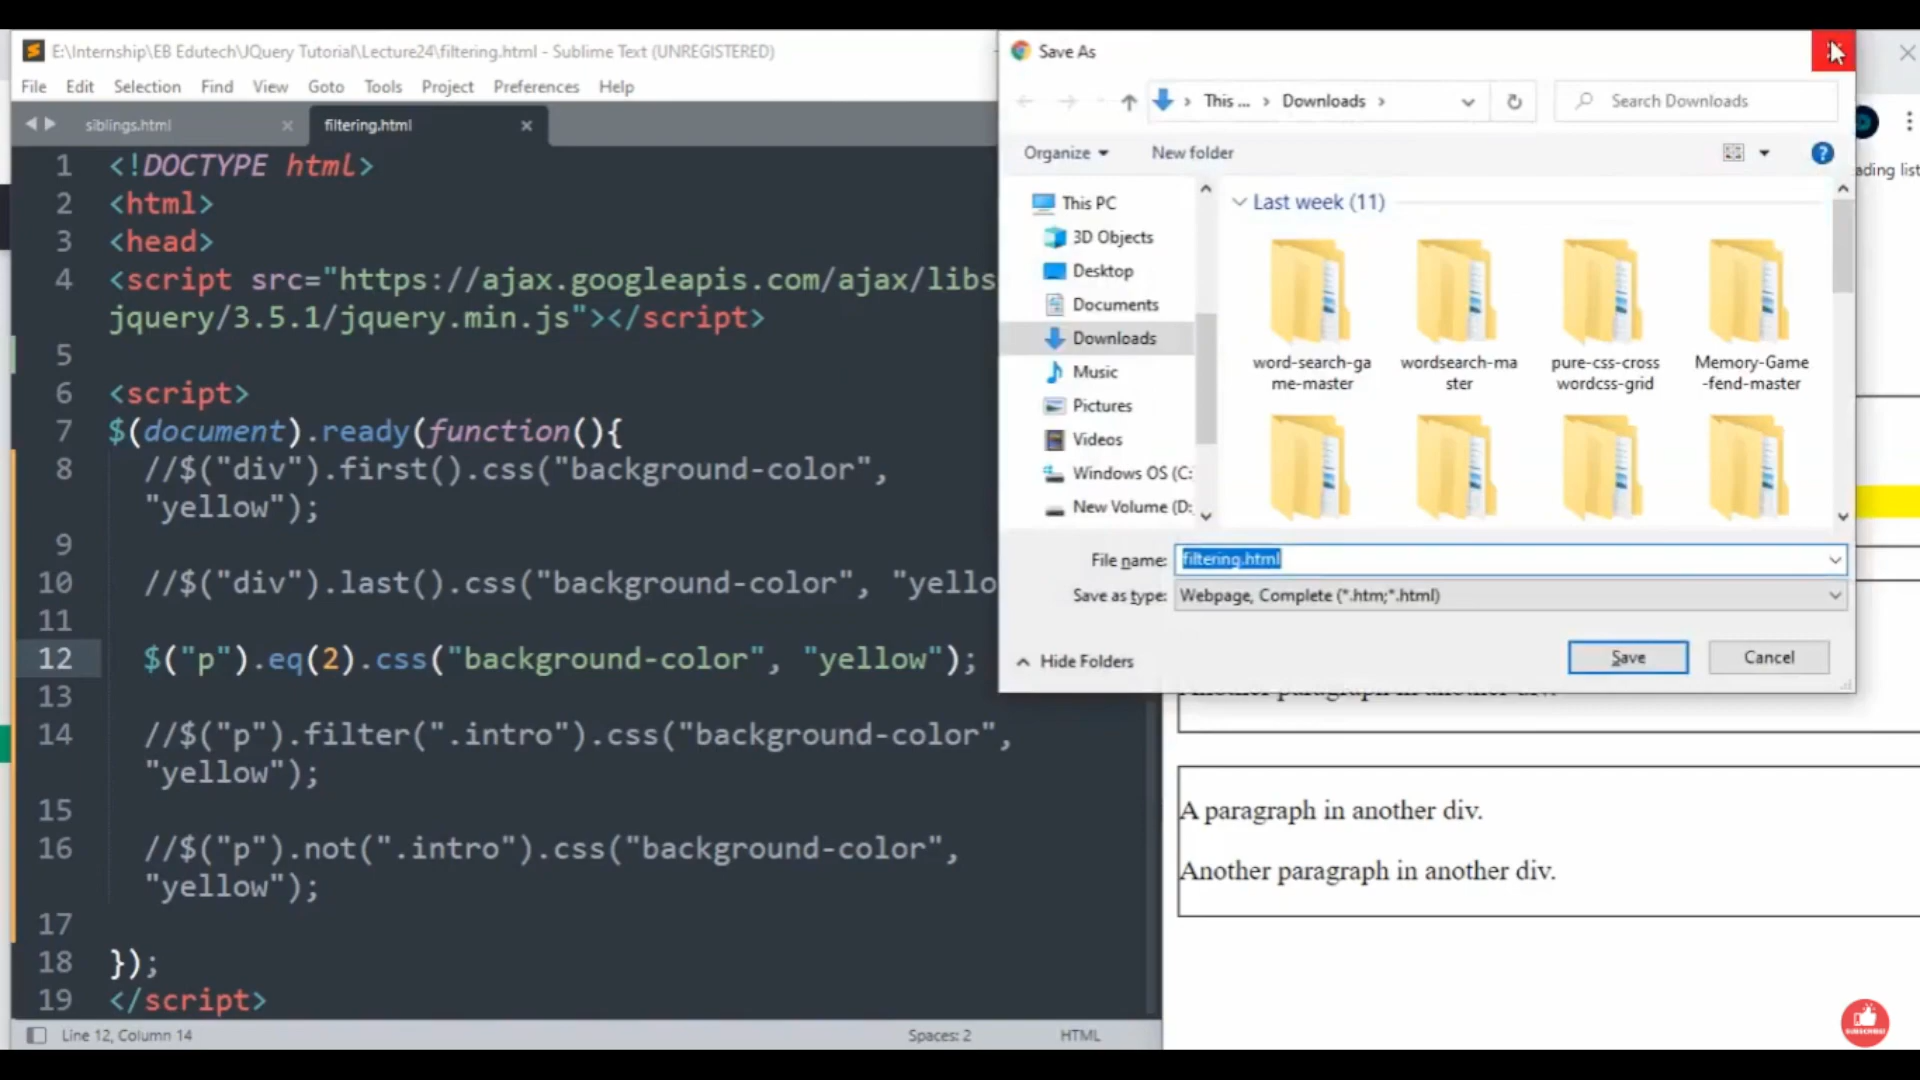 E:\Internship\EB Edutech\JQuery Tutorial\Lecture24\filtering.html - Sublime Text (UNREGISTERED)
File Edit Selection Find View Goto Tools Project Preferences Help
siblings.html
filtering.html
1 <!DOCTYPE html>
2 <html>
3 <head>
4 <script src="https://ajax.googleapis.com/ajax/libs
jquery/3.5.1/jquery.min.js"></script>
5
6 <script>
7 $(document).ready(function(){
8 //$("div").first().css("background-color",
"yellow");
9
10 //$("div").last().css("background-color", "yello
11
12 $("p").eq(2).css("background-color", "yellow");
13
14 //$("p").filter(".intro").css("background-color",
"yellow");
15
16 //$("p").not(".intro").css("background-color",
"yellow");
17
18 });
19 </script>
Line 12, Column 14
Spaces: 2
HTML
Save As
This ... Downloads
Search Downloads
Organize
New folder
?
This PC
3D Objects
Desktop
Documents
Downloads
Music
Pictures
Videos
Windows OS (C:
New Volume (D:
Last week (11)
word-search-ga
me-master
wordsearch-ma
ster
pure-css-cross
wordcss-grid
Memory-Game
-fend-master
File name: filtering.html
Save as type: Webpage, Complete (*.htm;*.html)
Hide Folders
Save
Cancel
ading list
Another paragraph in another div.
A paragraph in another div.
Another paragraph in another div.
SUBSCRIBE